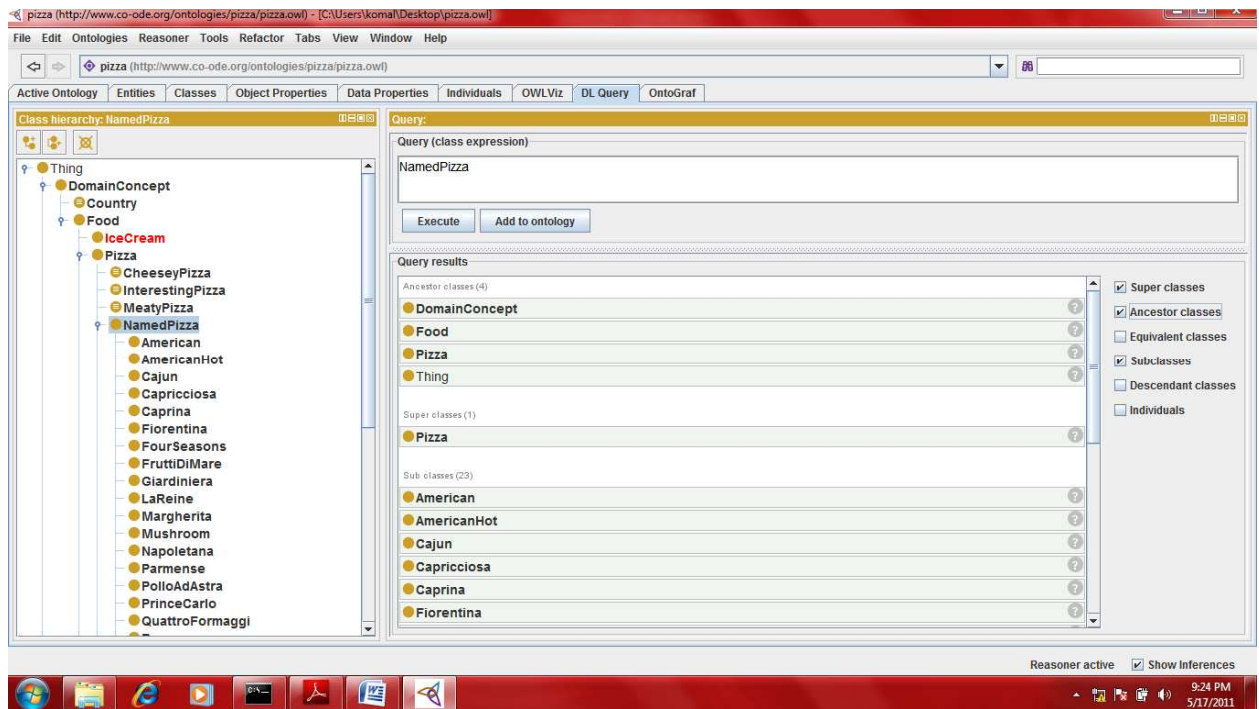 pizza (http://www.co-ode.org/ontologies/pizza/pizza.owl) - [C:\Users\komal\Desktop\pizza.owl]
File Edit Ontologies Reasoner Tools Refactor Tabs View Window Help
pizza (http://www.co-ode.org/ontologies/pizza/pizza.owl)
Active Ontology Entities Classes Object Properties Data Properties Individuals OWLViz DL Query OntoGraf
Class hierarchy: NamedPizza
Thing
DomainConcept
Country
Food
IceCream
Pizza
CheeseyPizza
InterestingPizza
MeatyPizza
NamedPizza
American
AmericanHot
Cajun
Capricciosa
Caprina
Fiorentina
FourSeasons
FruttiDiMare
Giardiniera
LaReine
Margherita
Mushroom
Napoletana
Parmense
PolloAdAstra
PrinceCarlo
QuattroFormaggi
Query:
Query (class expression)
NamedPizza
Execute Add to ontology
Query results
Ancestor classes (4)
DomainConcept
Food
Pizza
Thing
Super classes (1)
Pizza
Sub classes (23)
American
AmericanHot
Cajun
Capricciosa
Caprina
Fiorentina
Super classes
Ancestor classes
Equivalent classes
Subclasses
Descendant classes
Individuals
Reasoner active Show Inferences
9:24 PM
5/17/2011